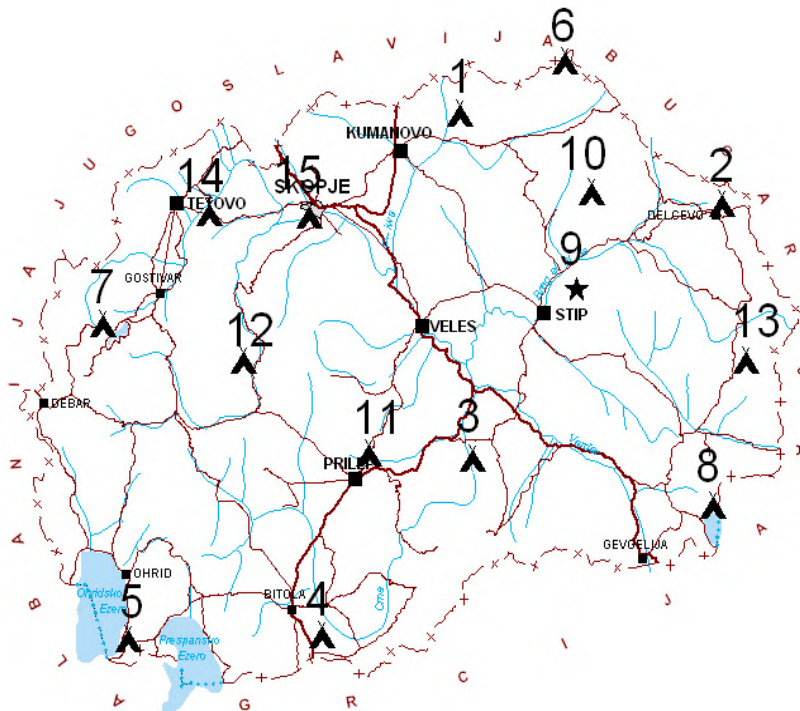 J U G O S L A V I J A
B U G A R
6
1
KUMANOVO
10
14
15
2
SKOPJE
TETOVO
DELCEVO
9
7
GOSTIVAR
12
VELES
STIP
13
DEBAR
11
3
PRILEP
Vardar
8
GEVGELIJA
OHRID
Ohridsko
Ezero
5
BITOLA
4
Crna
Prespansko
Ezero
A L B A N I J A
G R C I J A